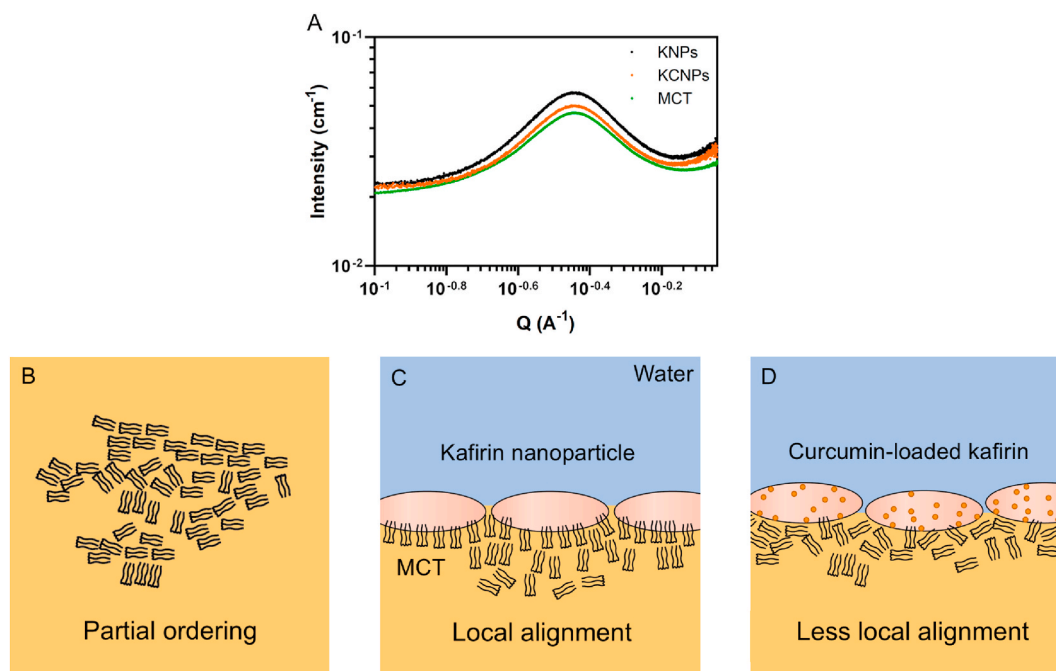 A
10⁻¹
KNPs
KCNPs
MCT
Intensity (cm⁻¹)
10⁻²
10⁻¹ 10⁻⁰·⁸ 10⁻⁰·⁶ 10⁻⁰·⁴ 10⁻⁰·²
Q (A⁻¹)
B
Partial ordering
C
Water
Kafirin nanoparticle
MCT
Local alignment
D
Curcumin-loaded kafirin
Less local alignment